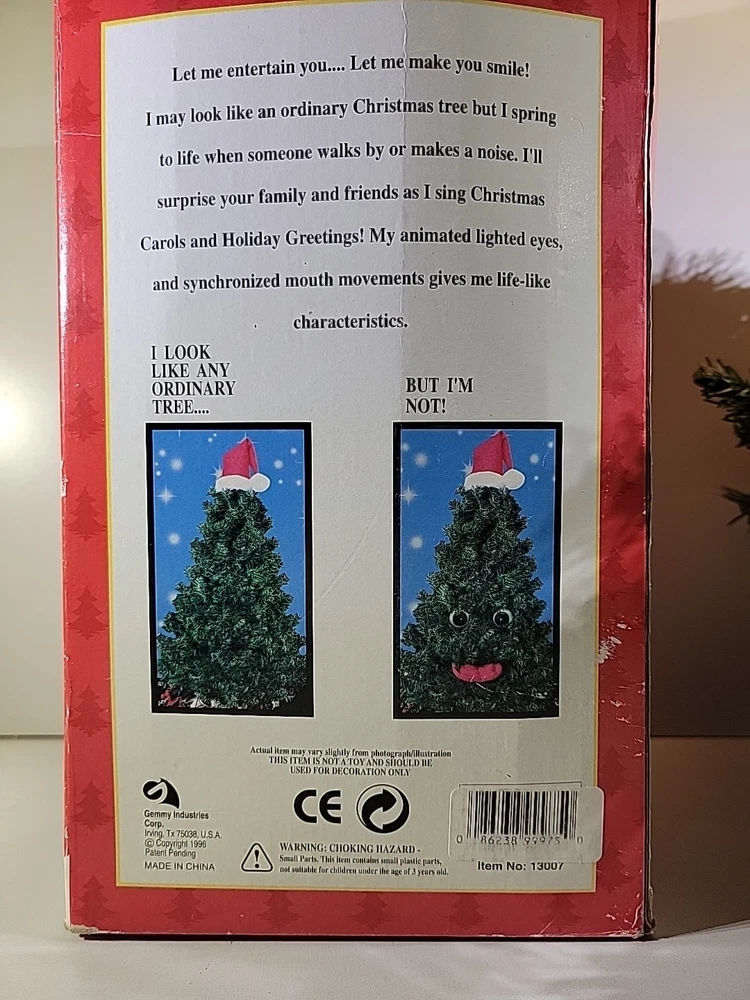 Let me entertain you.... Let me make you smile!
I may look like an ordinary Christmas tree but I spring
to life when someone walks by or makes a noise. I'll
surprise your family and friends as I sing Christmas
Carols and Holiday Greetings! My animated lighted eyes,
and synchronized mouth movements gives me life-like
characteristics.
I LOOK
LIKE ANY
ORDINARY
TREE....
BUT I'M
NOT!
Actual item may vary slightly from photograph/illustration
THIS ITEM IS NOT A TOY AND SHOULD BE
USED FOR DECORATION ONLY
Gemmy Industries
Corp.
Irving, Tx 75038, U.S.A.
© Copyright 1996
Patent Pending
MADE IN CHINA
CE
WARNING: CHOKING HAZARD -
Small Parts. This item contains small plastic parts,
not suitable for children under the age of 3 years old.
0 86238 99975 0
Item No: 13007